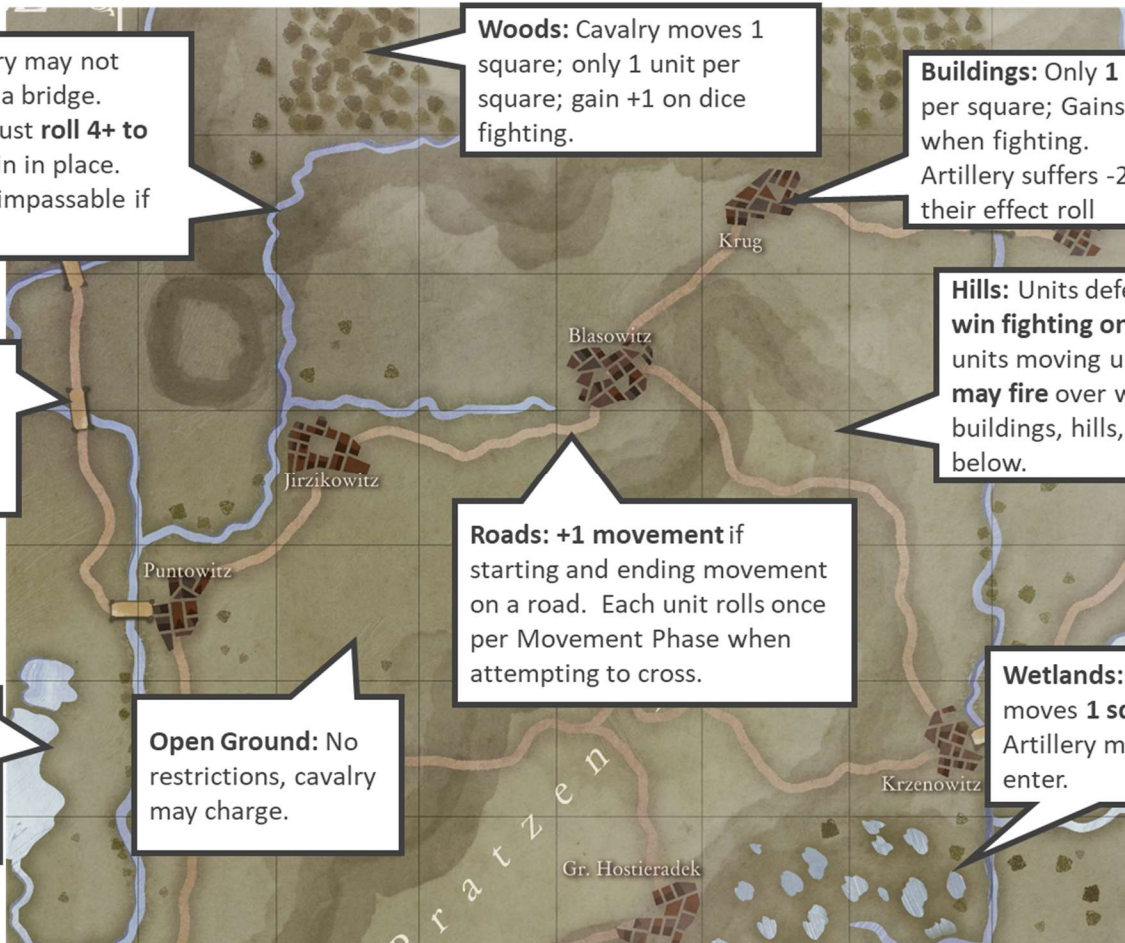 ry may not
a bridge.
ust roll 4+ to
n in place.
impassable if
Woods: Cavalry moves 1
square; only 1 unit per
square; gain +1 on dice
fighting.
Buildings: Only 1
per square; Gains
when fighting.
Artillery suffers -2
their effect roll
Krug
Hills: Units defe
win fighting or
units moving u
may fire over w
buildings, hills,
below.
Blasowitz
Jirzikowitz
Roads: +1 movement if
starting and ending movement
on a road. Each unit rolls once
per Movement Phase when
attempting to cross.
Puntowitz
Open Ground: No
restrictions, cavalry
may charge.
Wetlands:
moves 1 sq
Artillery m
enter.
Krzenowitz
Gr. Hostieradek
ratzen